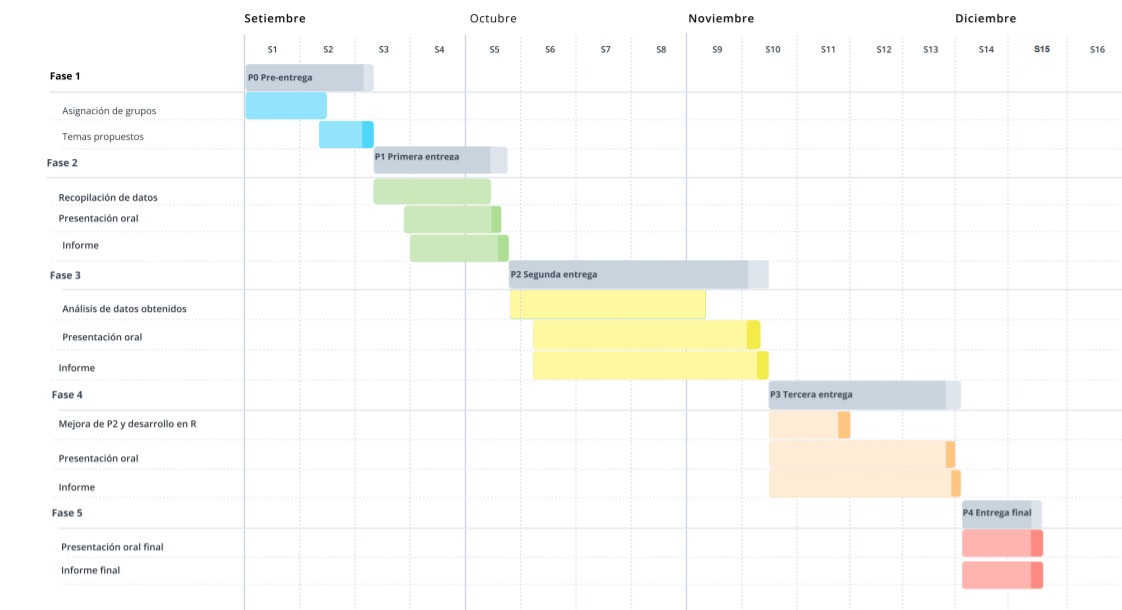 Setiembre Octubre Noviembre Diciembre
S1 S2 S3 S4 S5 S6 S7 S8 S9 S10 S11 S12 S13 S14 S15 S16
Fase 1 P0 Pre-entrega
Asignación de grupos
Temas propuestos
Fase 2 P1 Primera entrega
Recopilación de datos
Presentación oral
Informe
Fase 3 P2 Segunda entrega
Análisis de datos obtenidos
Presentación oral
Informe
Fase 4 P3 Tercera entrega
Mejora de P2 y desarrollo en R
Presentación oral
Informe
Fase 5 P4 Entrega final
Presentación oral final
Informe final